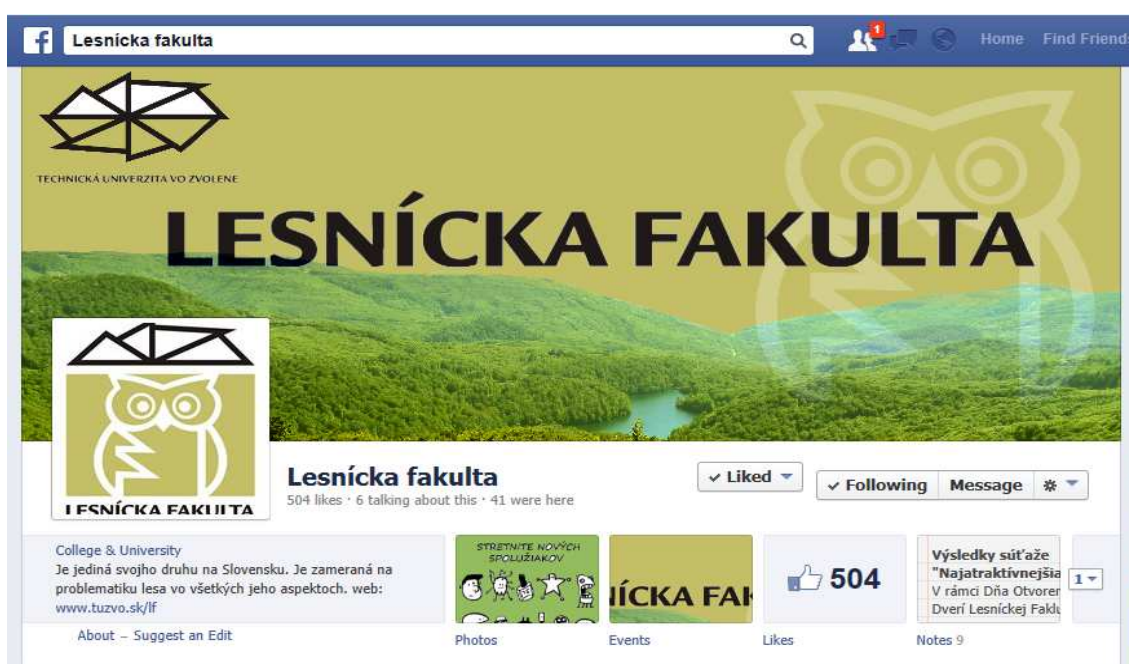 Lesnícka fakulta
1
Home Find Friend
TECHNICKÁ UNIVERZITA VO ZVOLENE
LESNÍCKA FAKULTA
LESNÍCKA FAKULTA
Lesnícka fakulta
504 likes · 6 talking about this · 41 were here
✓ Liked
✓ Following Message
College & University
Je jediná svojho druhu na Slovensku. Je zameraná na
problematiku lesa vo všetkých jeho aspektoch. web:
www.tuzvo.sk/lf
About – Suggest an Edit
STRETNITE NOVÝCH
SPOLUŽIAKOV
Photos
ÍCKA FAK
Events
504
Likes
Výsledky súťaže
"Najatraktívnejšia
V rámci Dňa Otvorer
Dverí Lesníckej Faklu
Notes 9
1